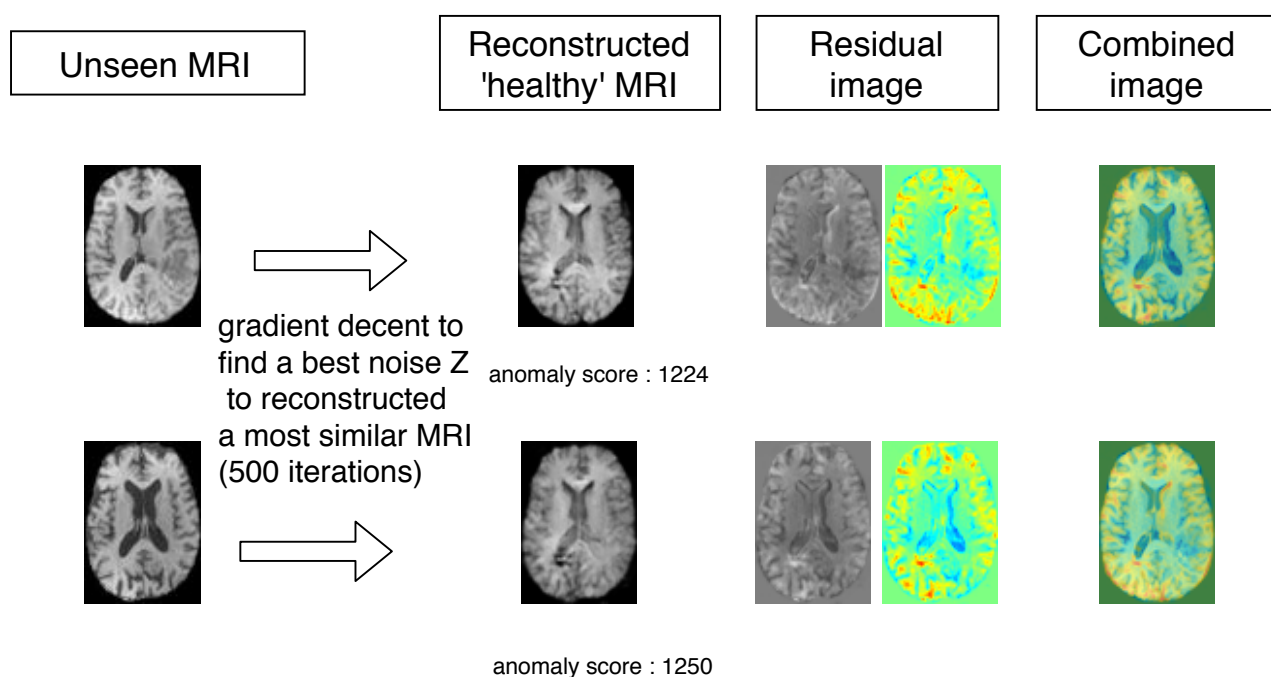 Unseen MRI
Reconstructed
'healthy' MRI
Residual
image
Combined
image
gradient decent to
find a best noise Z
to reconstructed
a most similar MRI
(500 iterations)
anomaly score : 1224
anomaly score : 1250